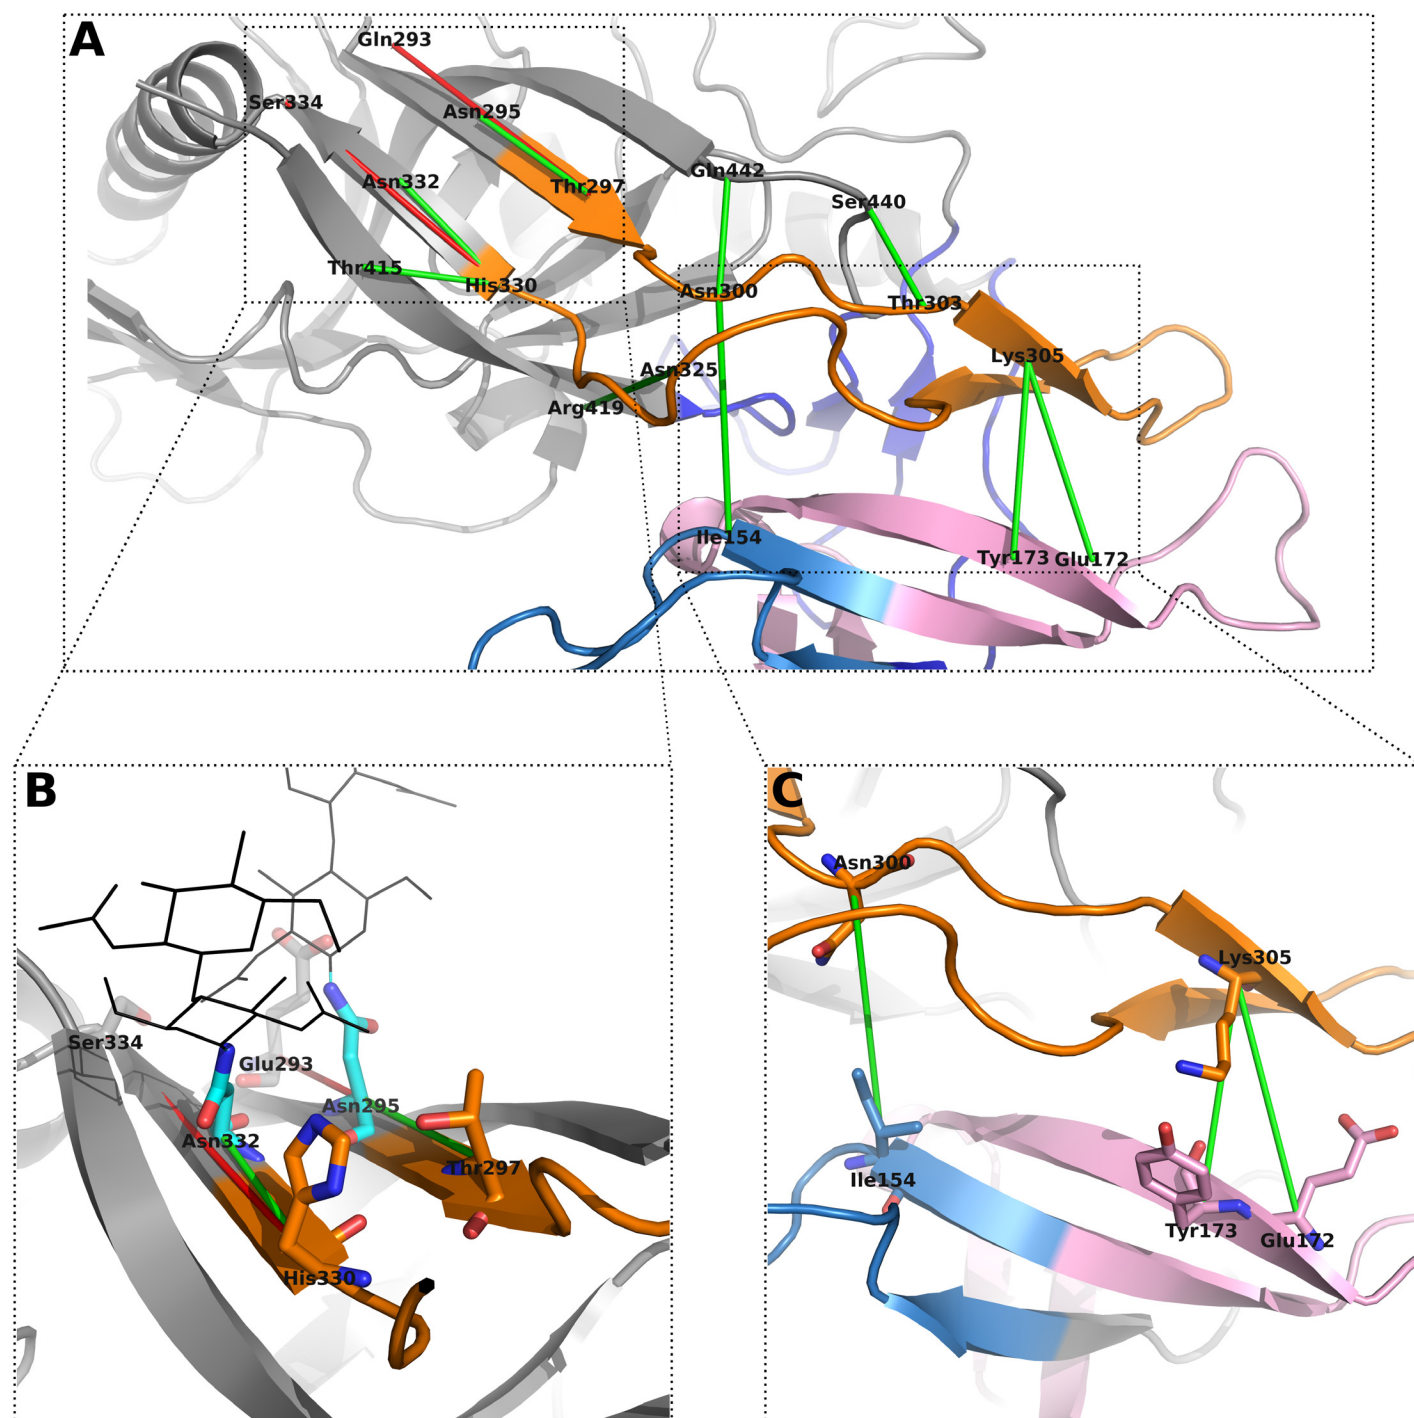 A
Gln293
Ser334
Asn295
Asn332
Thr297
Gln442
Ser440
Thr415
His330
Asn300
Thr303
Lys305
Asn325
Arg419
Ile154
Tyr173
Glu172
B
Ser334
Glu293
Asn295
Asn332
Thr297
His330
C
Asn300
Lys305
Ile154
Tyr173
Glu172